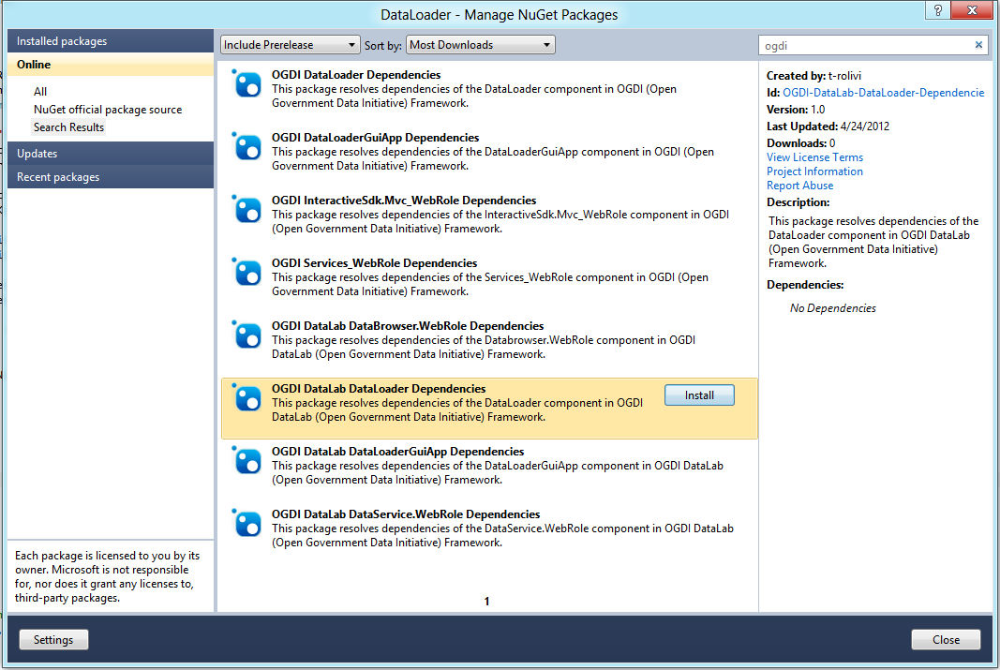 DataLoader - Manage NuGet Packages
?
Installed packages
Online
All
NuGet official package source
Search Results
Updates
Recent packages
Each package is licensed to you by its
owner. Microsoft is not responsible
for, nor does it grant any licenses to,
third-party packages.
Include Prerelease
Sort by:
Most Downloads
ogdi
OGDI DataLoader Dependencies
This package resolves dependencies of the DataLoader component in OGDI (Open
Government Data Initiative) Framework.
OGDI DataLoaderGuiApp Dependencies
This package resolves dependencies of the DataLoaderGuiApp component in OGDI (Open
Government Data Initiative) Framework.
OGDI InteractiveSdk.Mvc_WebRole Dependencies
This package resolves dependencies of the InteractiveSdk.Mvc_WebRole component in OGDI
(Open Government Data Initiative) Framework.
OGDI Services_WebRole Dependencies
This package resolves dependencies of the Services_WebRole component in OGDI (Open
Government Data Initiative) Framework.
OGDI DataLab DataBrowser.WebRole Dependencies
This package resolves dependencies of the Databrowser.WebRole component in OGDI
DataLab (Open Government Data Initiative) Framework.
OGDI DataLab DataLoader Dependencies
This package resolves dependencies of the DataLoader component in OGDI
DataLab (Open Government Data Initiative) Framework.
Install
OGDI DataLab DataLoaderGuiApp Dependencies
This package resolves dependencies of the DataLoaderGuiApp component in OGDI DataLab
(Open Government Data Initiative) Framework.
OGDI DataLab DataService.WebRole Dependencies
This package resolves dependencies of the DataService.WebRole component in OGDI DataLab
(Open Government Data Initiative) Framework.
1
Created by: t-rolivi
Id: OGDI-DataLab-DataLoader-Dependencie
Version: 1.0
Last Updated: 4/24/2012
Downloads: 0
View License Terms
Project Information
Report Abuse
Description:
This package resolves dependencies of the
DataLoader component in OGDI DataLab
(Open Government Data Initiative)
Framework.
Dependencies:
No Dependencies
Settings
Close